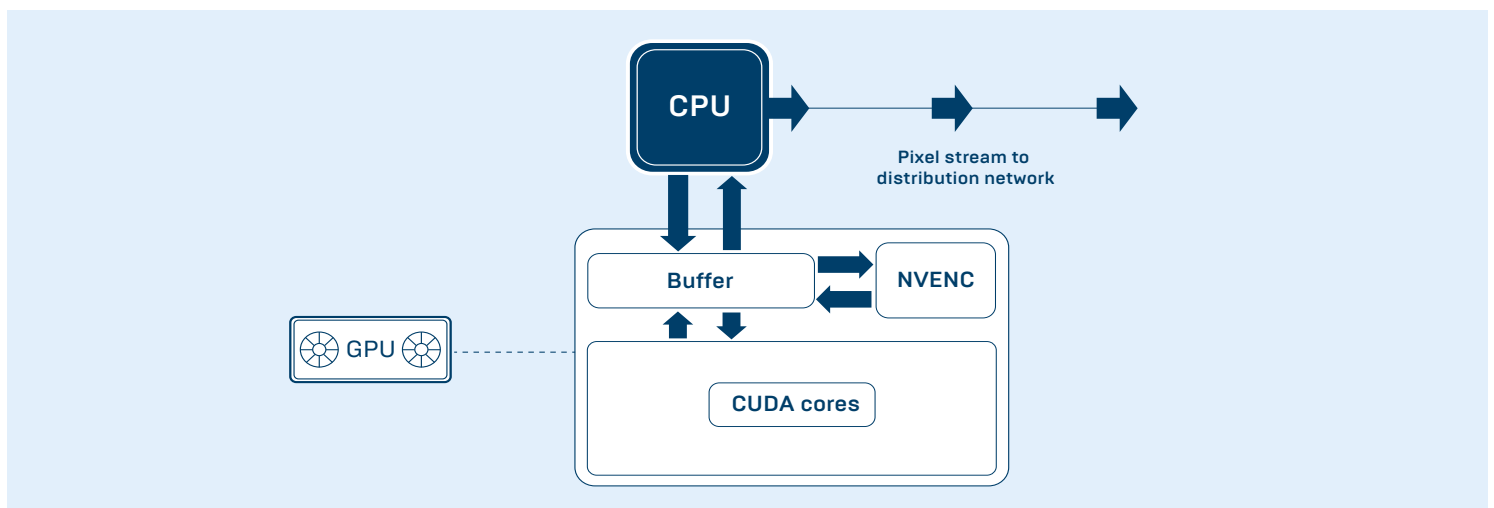 CPU
Pixel stream to
distribution network
Buffer
NVENC
GPU
CUDA cores